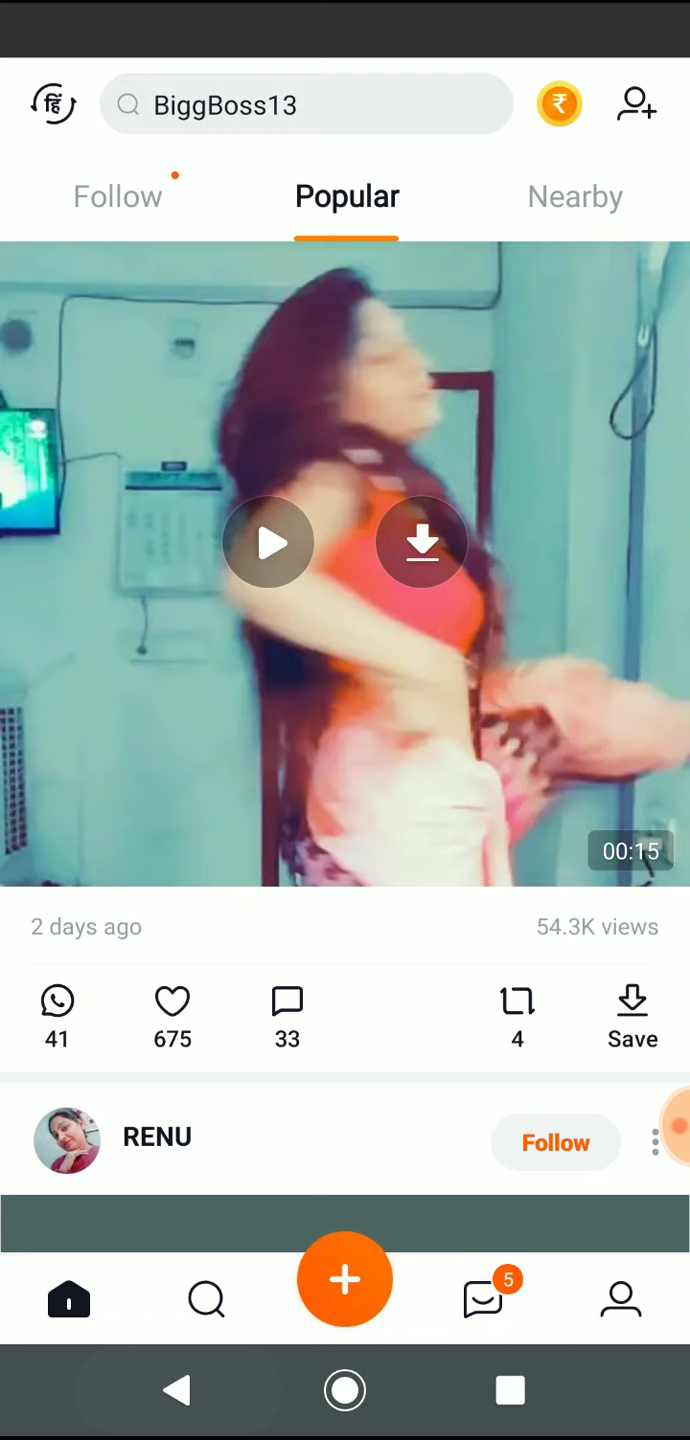 हिं
BiggBoss13
₹
Follow
Popular
Nearby
00:15
2 days ago
54.3K views
41
675
33
4
Save
RENU
Follow
5